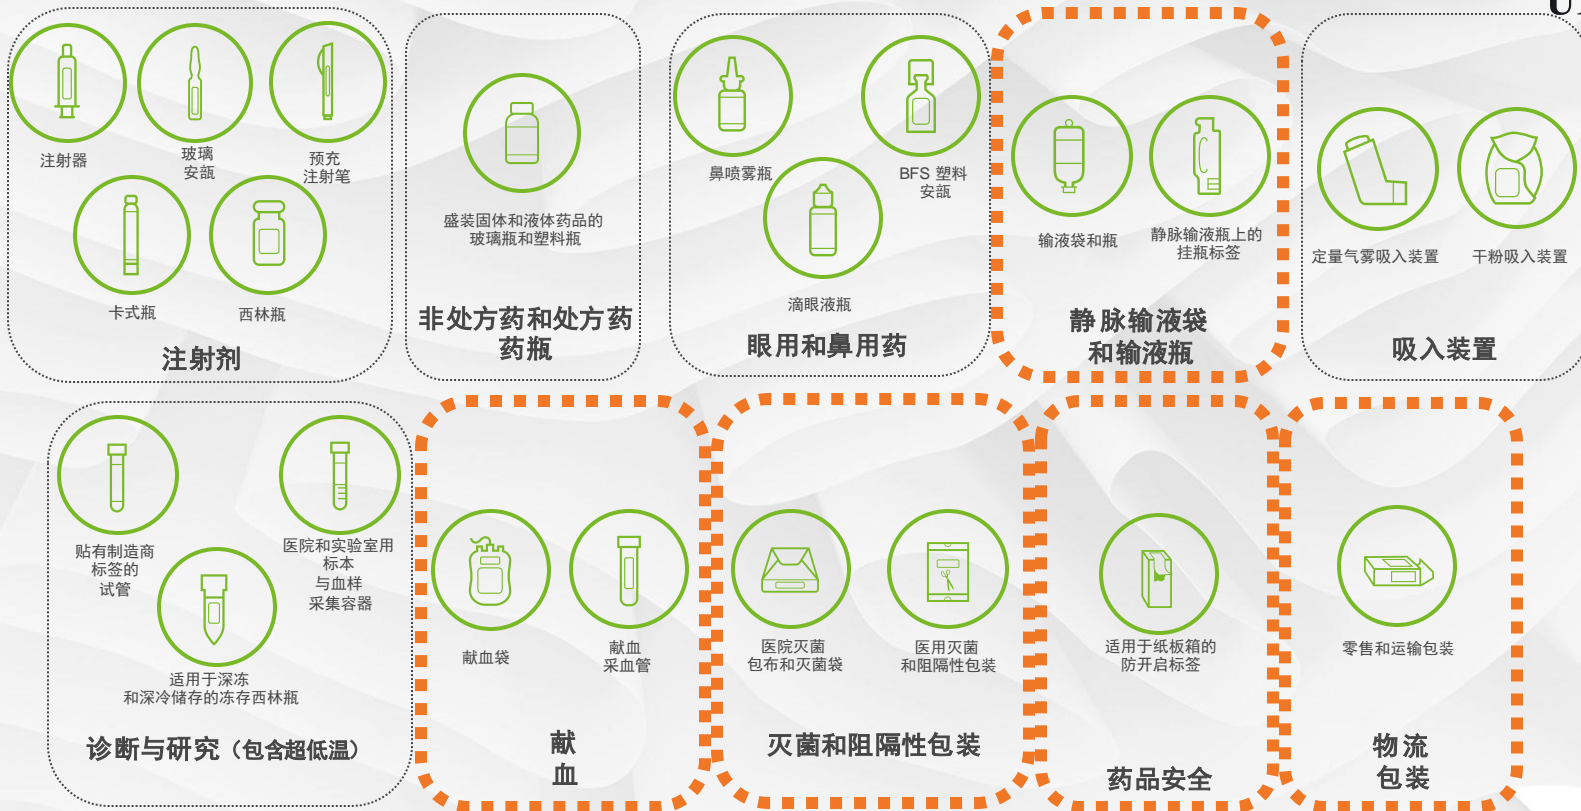 注射器
玻璃
安瓿
预充
注射笔
卡式瓶
西林瓶
注射剂
盛装固体和液体药品的
玻璃瓶和塑料瓶
非处方药和处方药
药瓶
鼻喷雾瓶
BFS 塑料
安瓿
滴眼液瓶
眼用和鼻用药
输液袋和瓶
静脉输液瓶上的
挂瓶标签
静脉输液袋
和输液瓶
定量气雾吸入装置
干粉吸入装置
吸入装置
贴有制造商
标签的
试管
医院和实验室用
标本
与血样
采集容器
适用于深冻
和深冷储存的冻存西林瓶
诊断与研究（包含超低温）
献血袋
献血
采血管
献
血
医院灭菌
包布和灭菌袋
医用灭菌
和阻隔性包装
灭菌和阻隔性包装
适用于纸板箱的
防开启标签
药品安全
零售和运输包装
物流
包装